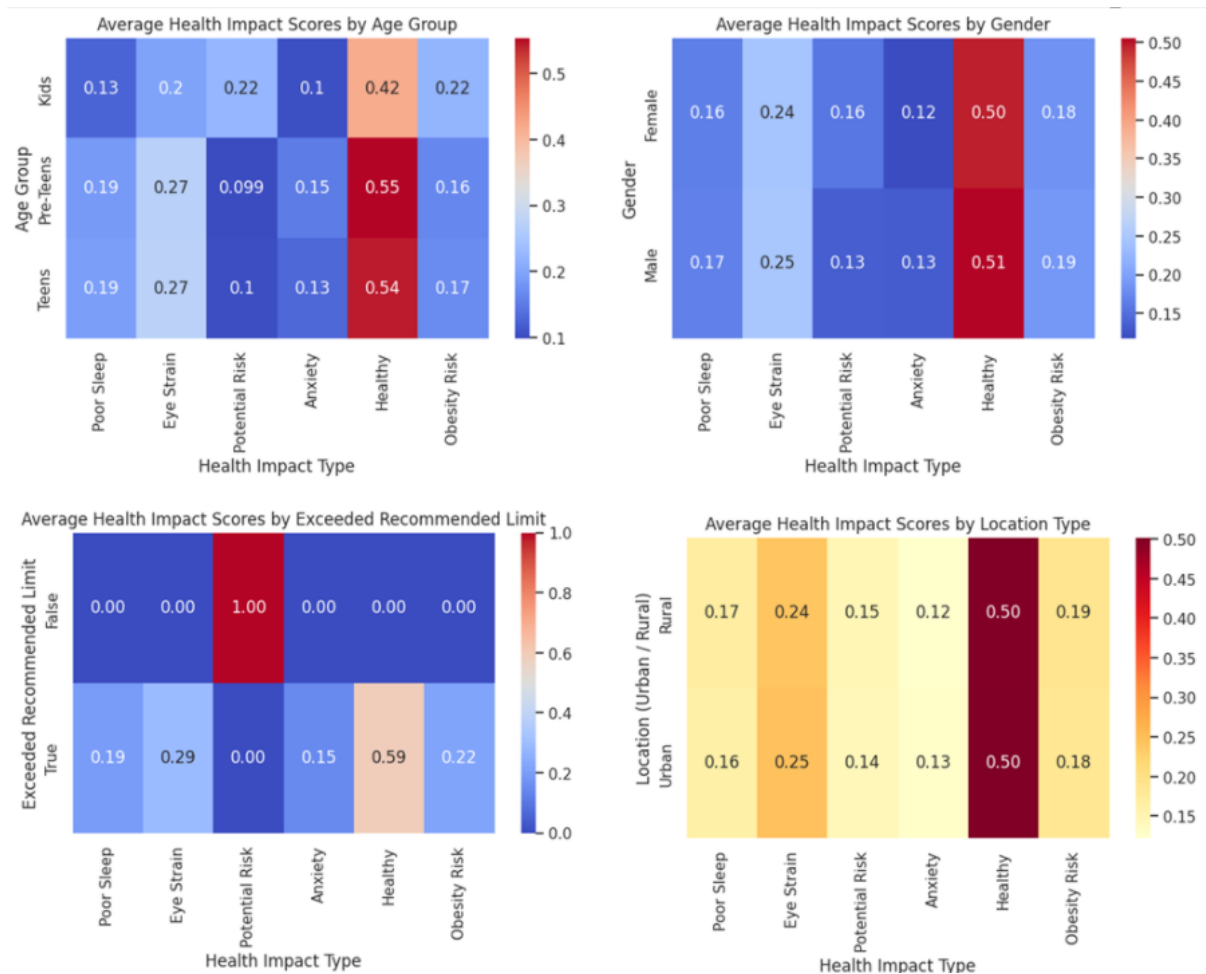 Average Health Impact Scores by Age Group
Kids
0.13 0.2 0.22 0.1 0.42 0.22
Pre-Teens
0.19 0.27 0.099 0.15 0.55 0.16
Teens
0.19 0.27 0.1 0.13 0.54 0.17
Age Group
0.5
0.4
0.3
0.2
0.1
Poor Sleep
Eye Strain
Potential Risk
Anxiety
Healthy
Obesity Risk
Health Impact Type
Average Health Impact Scores by Gender
Female
0.16 0.24 0.16 0.12 0.50 0.18
Male
0.17 0.25 0.13 0.13 0.51 0.19
Gender
0.50
0.45
0.40
0.35
0.30
0.25
0.20
0.15
Poor Sleep
Eye Strain
Potential Risk
Anxiety
Healthy
Obesity Risk
Health Impact Type
Average Health Impact Scores by Exceeded Recommended Limit
False
0.00 0.00 1.00 0.00 0.00 0.00
True
0.19 0.29 0.00 0.15 0.59 0.22
Exceeded Recommended Limit
1.0
0.8
0.6
0.4
0.2
0.0
Poor Sleep
Eye Strain
Potential Risk
Anxiety
Healthy
Obesity Risk
Health Impact Type
Average Health Impact Scores by Location Type
Rural
0.17 0.24 0.15 0.12 0.50 0.19
Urban
0.16 0.25 0.14 0.13 0.50 0.18
Location (Urban / Rural)
0.50
0.45
0.40
0.35
0.30
0.25
0.20
0.15
Poor Sleep
Eye Strain
Potential Risk
Anxiety
Healthy
Obesity Risk
Health Impact Type